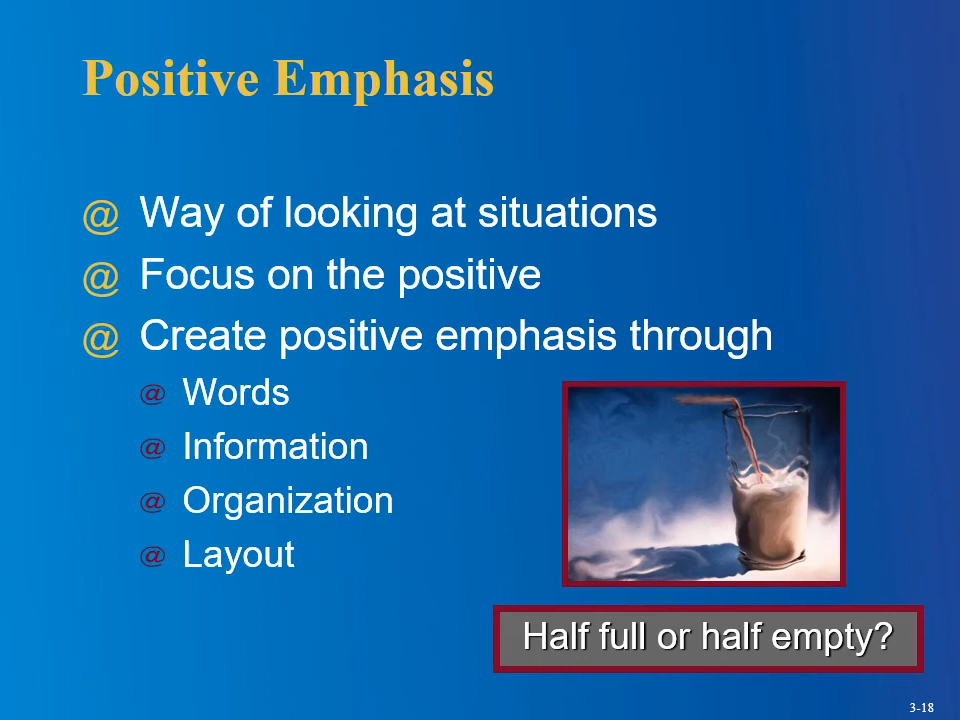 Positive Emphasis
@ Way of looking at situations
@ Focus on the positive
@ Create positive emphasis through
@ Words
@ Information
@ Organization
@ Layout
Half full or half empty?
3-18